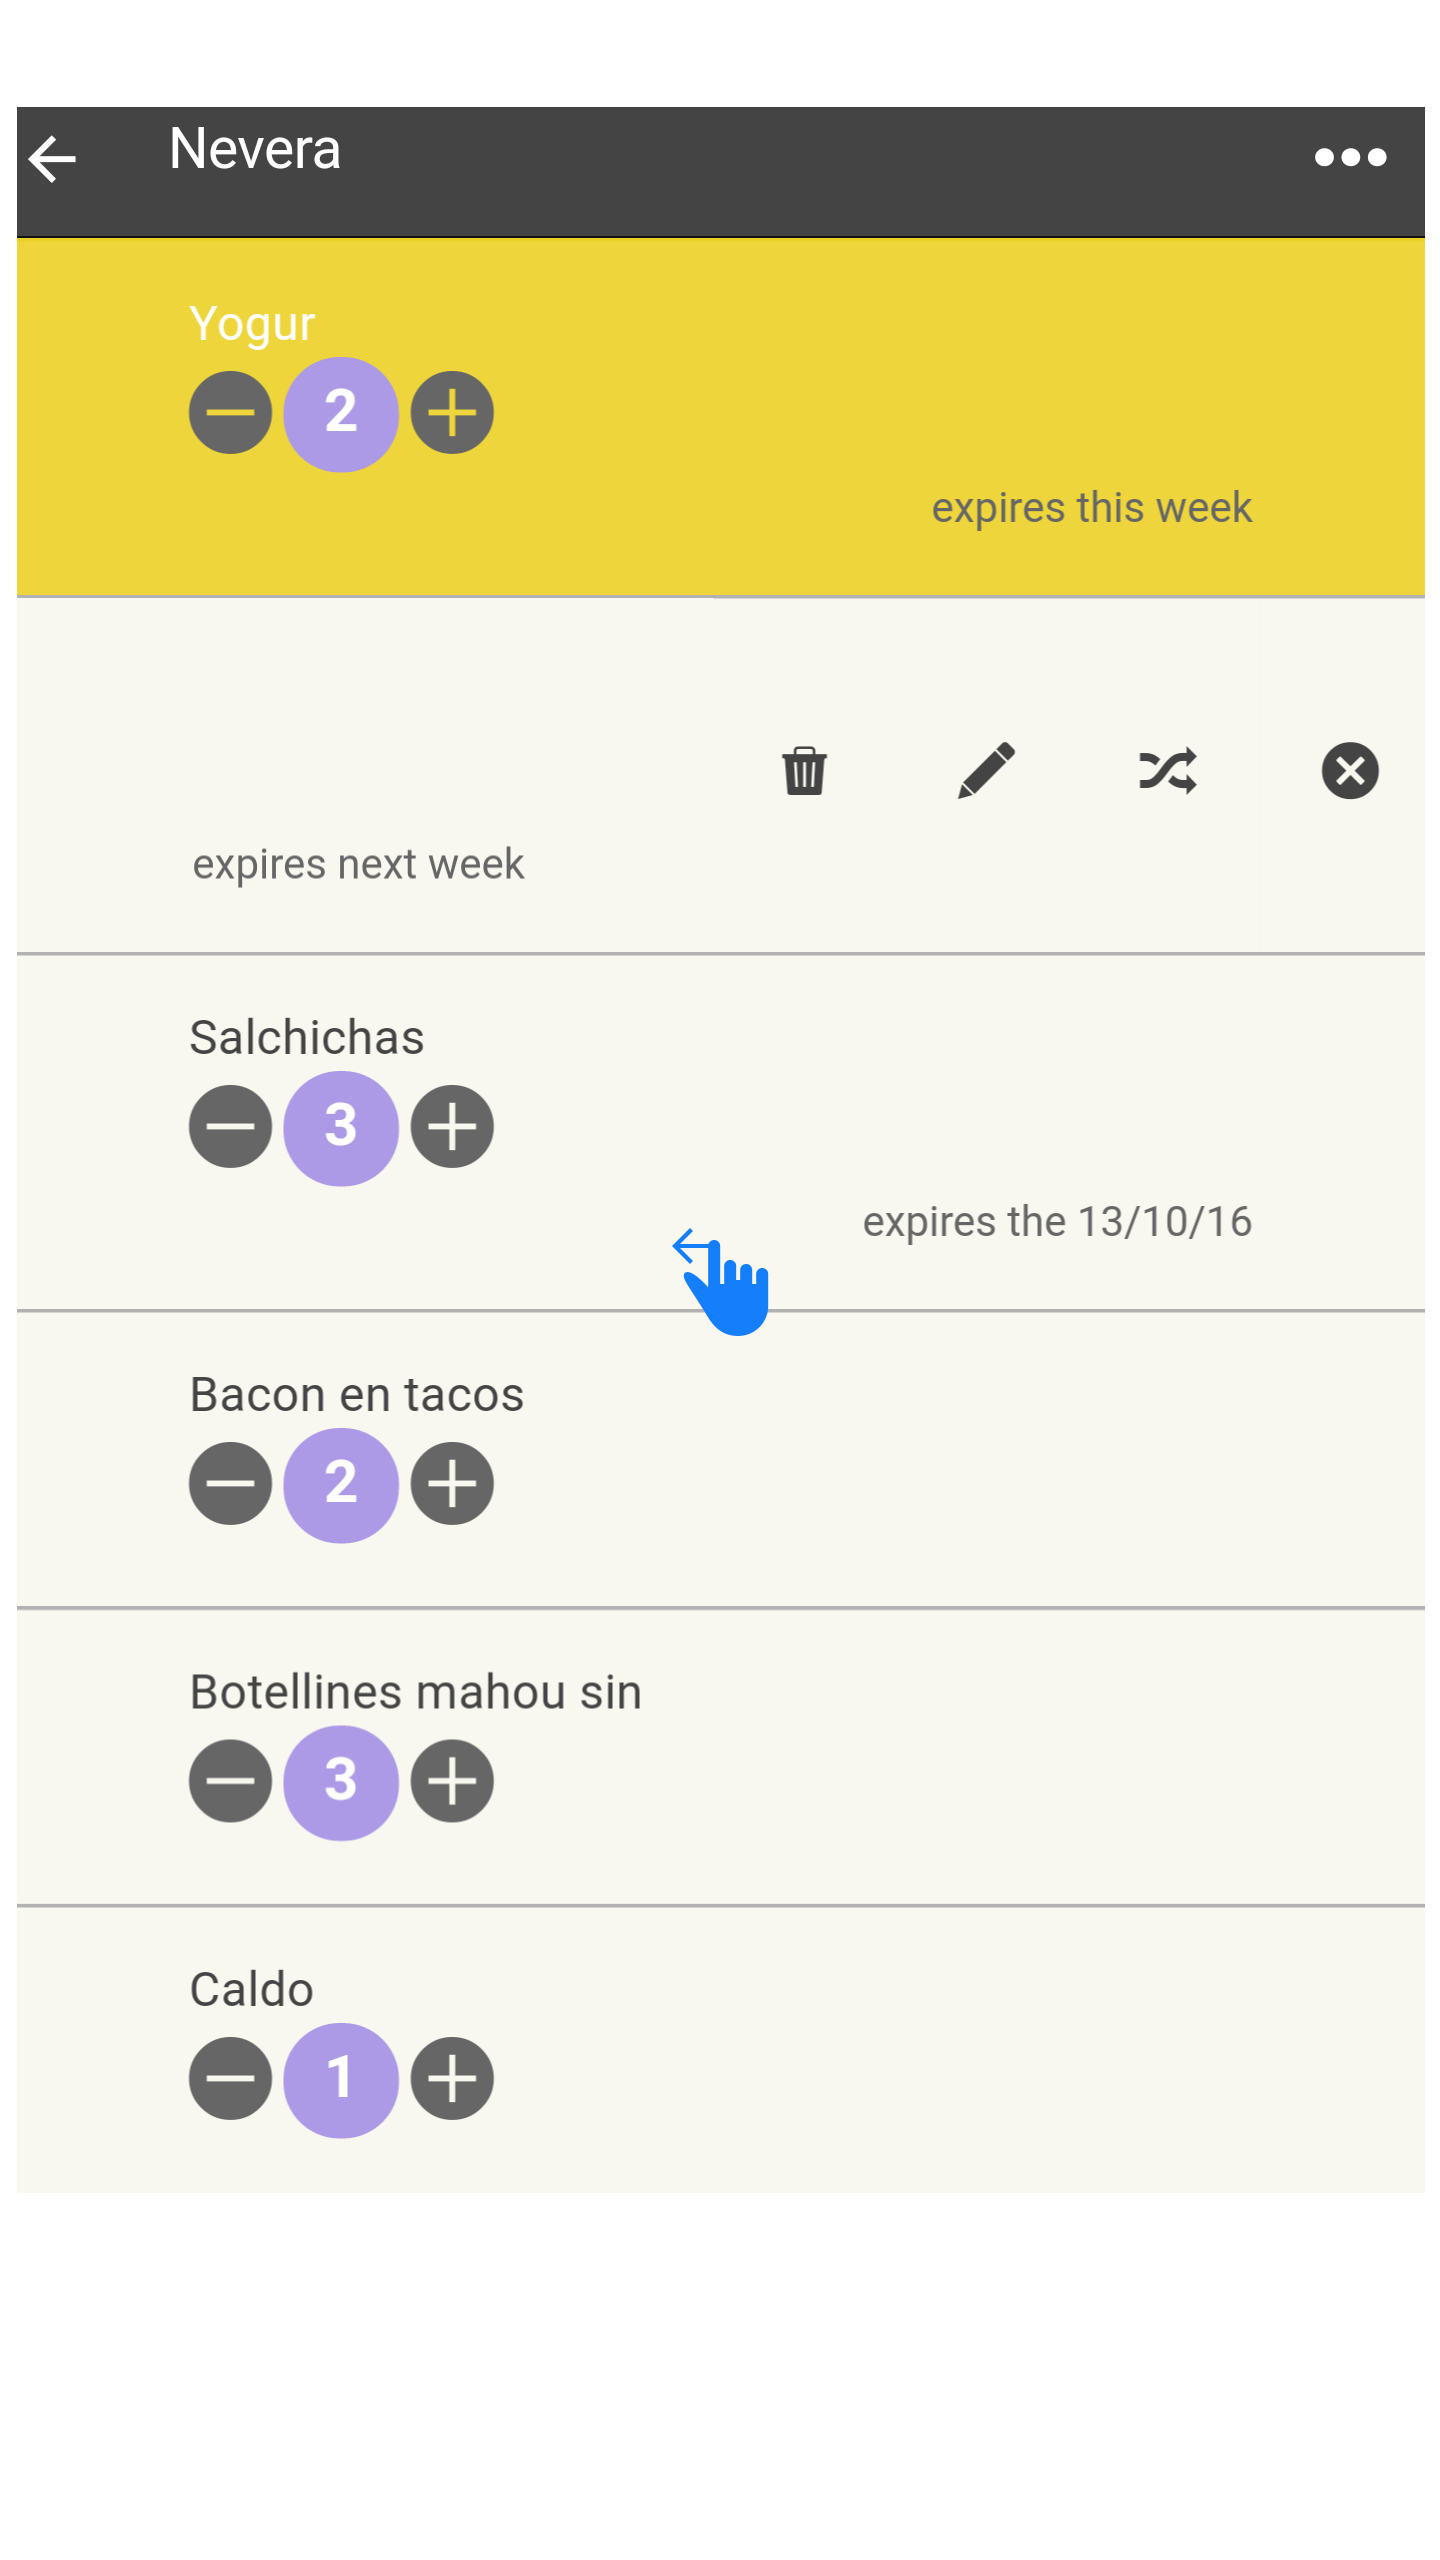 Nevera
Yogur
2
expires this week
expires next week
Salchichas
3
expires the 13/10/16
Bacon en tacos
2
Botellines mahou sin
3
Caldo
1